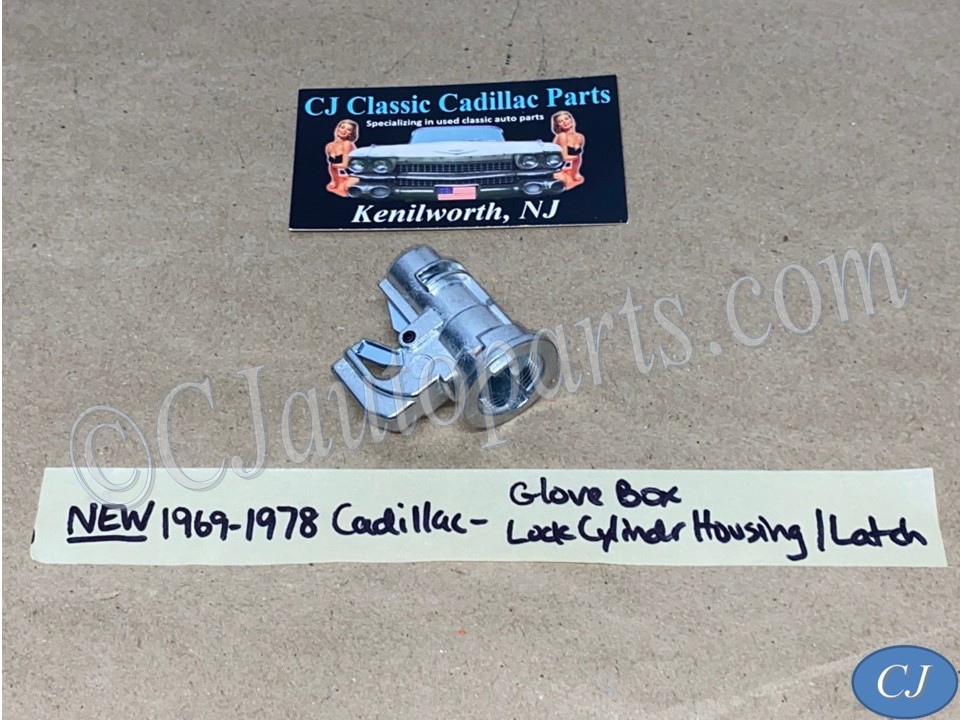 CJ Classic Cadillac Parts
Specializing in used classic auto parts
Kenilworth, NJ
©CJautoparts.com
Glove Box
NEW 1969-1978 Cadillac- Lock Cylinder Housing/Latch
CJ